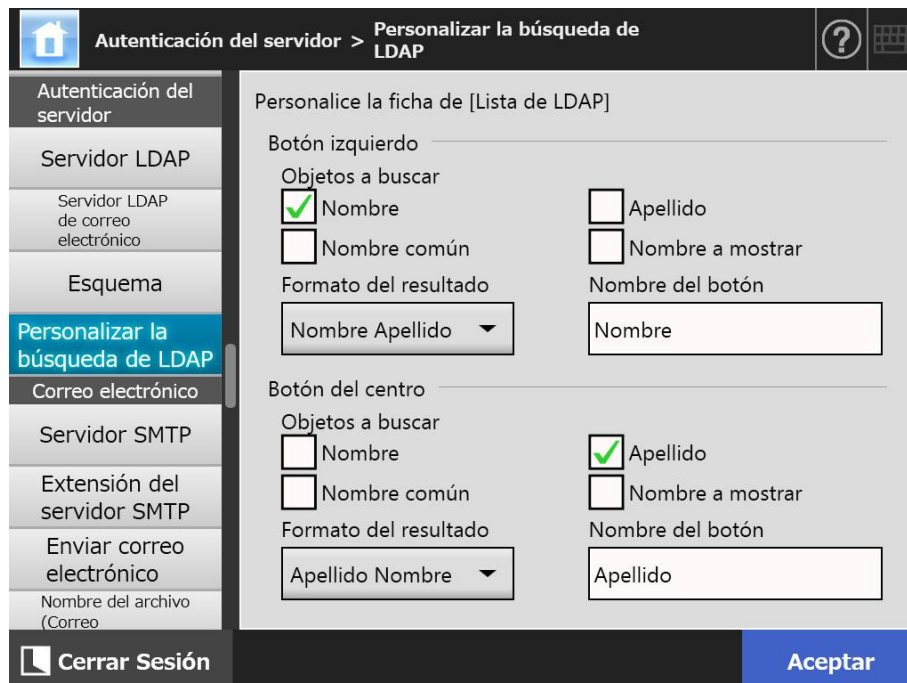 Autenticación del servidor > Personalizar la búsqueda de
LDAP
Autenticación del
servidor
Servidor LDAP
Servidor LDAP
de correo
electrónico
Esquema
Personalizar la
búsqueda de LDAP
Correo electrónico
Servidor SMTP
Extensión del
servidor SMTP
Enviar correo
electrónico
Nombre del archivo
(Correo
Personalice la ficha de [Lista de LDAP]
Botón izquierdo
Objetos a buscar
Nombre Apellido
Nombre común Nombre a mostrar
Formato del resultado Nombre del botón
Nombre Apellido Nombre
Botón del centro
Objetos a buscar
Nombre Apellido
Nombre común Nombre a mostrar
Formato del resultado Nombre del botón
Apellido Nombre Apellido
Cerrar Sesión Aceptar